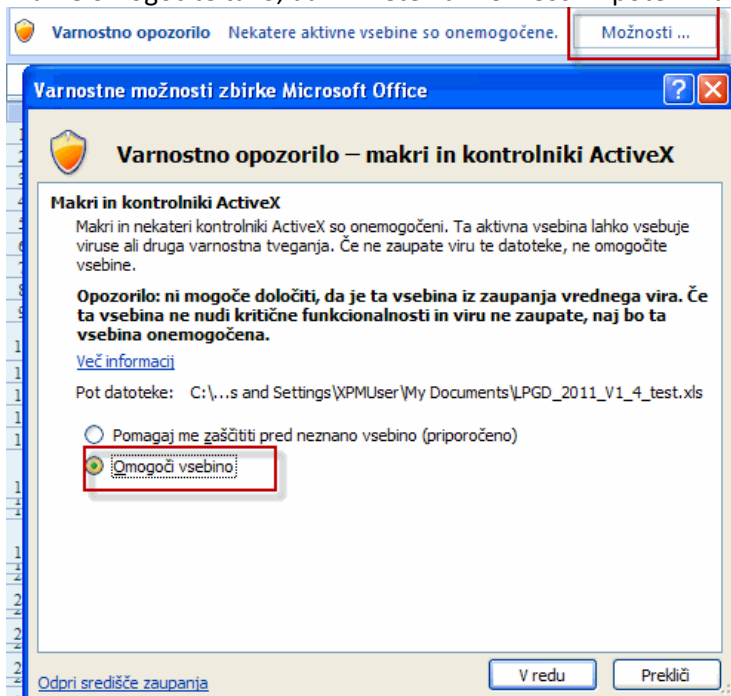 Varnostno opozorilo Nekatere aktivne vsebine so onemogočene. Možnosti ...
Varnostne možnosti zbirke Microsoft Office
Varnostno opozorilo – makri in kontrolniki ActiveX
Makri in kontrolniki ActiveX
Makri in nekateri kontrolniki ActiveX so onemogočeni. Ta aktivna vsebina lahko vsebuje
viruse ali druga varnostna tveganja. Če ne zaupate viru te datoteke, ne omogočite
vsebine.
Opozorilo: ni mogoče določiti, da je ta vsebina iz zaupanja vrednega vira. Če
ta vsebina ne nudi kritične funkcionalnosti in viru ne zaupate, naj bo ta
vsebina onemogočena.
Več informacij
Pot datoteke: C:\...s and Settings\XPMUser\My Documents\LPGD_2011_V1_4_test.xls
Pomagaj me zaščititi pred neznano vsebino (priporočeno)
Omogoči vsebino
Odpri središče zaupanja V redu Prekliči